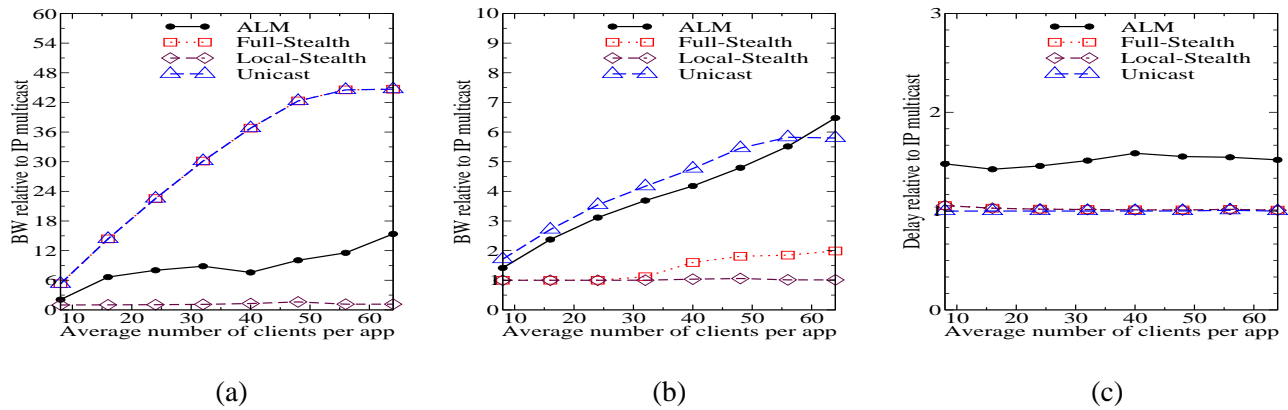 60
54
48
42
36
30
24
18
12
6
0
BW relative to IP multicast
ALM
Full-Stealth
Local-Stealth
Unicast
10 20 30 40 50 60
Average number of clients per app
(a)
10
9
8
7
6
5
4
3
2
1
0
BW relative to IP multicast
ALM
Full-Stealth
Local-Stealth
Unicast
10 20 30 40 50 60
Average number of clients per app
(b)
3
2
1
0
Delay relative to IP multicast
ALM
Full-Stealth
Local-Stealth
Unicast
10 20 30 40 50 60
Average number of clients per app
(c)